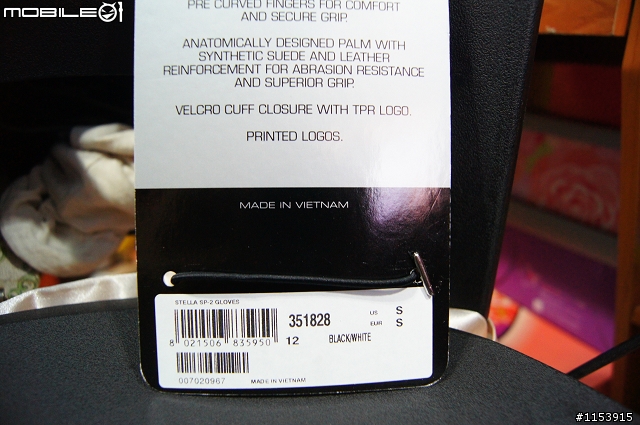 MOBILE01
PRE CURVED FINGERS FOR COMFORT
AND SECURE GRIP.
ANATOMICALLY DESIGNED PALM WITH
SYNTHETIC SUEDE AND LEATHER
REINFORCEMENT FOR ABRASION RESISTANCE
AND SUPERIOR GRIP.
VELCRO CUFF CLOSURE WITH TPR LOGO.
PRINTED LOGOS.
MADE IN VIETNAM
STELLA SP-2 GLOVES
351828
US S
EUR S
8 021506 835950
12 BLACK/WHITE
007020967 MADE IN VIETNAM
#1153915